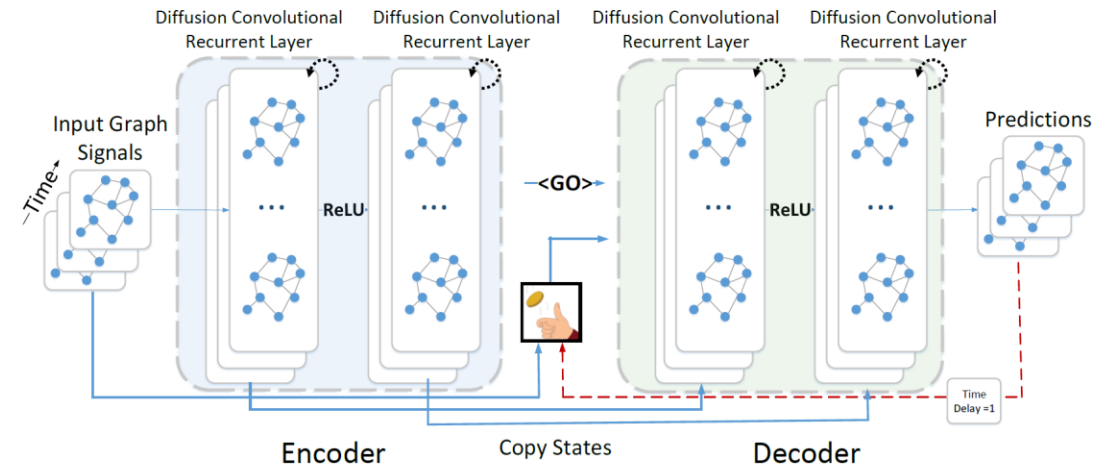 Diffusion Convolutional
Recurrent Layer
Diffusion Convolutional
Recurrent Layer
Diffusion Convolutional
Recurrent Layer
Diffusion Convolutional
Recurrent Layer
Input Graph
Signals
Time
...
ReLU
...
<GO>
...
ReLU
...
Predictions
Time
Delay =1
Encoder
Copy States
Decoder